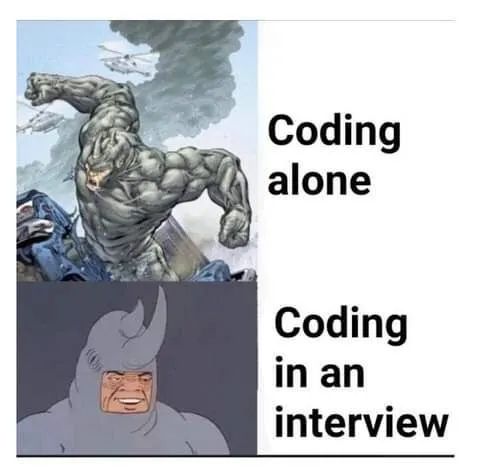 Coding
alone
Coding
in an
interview